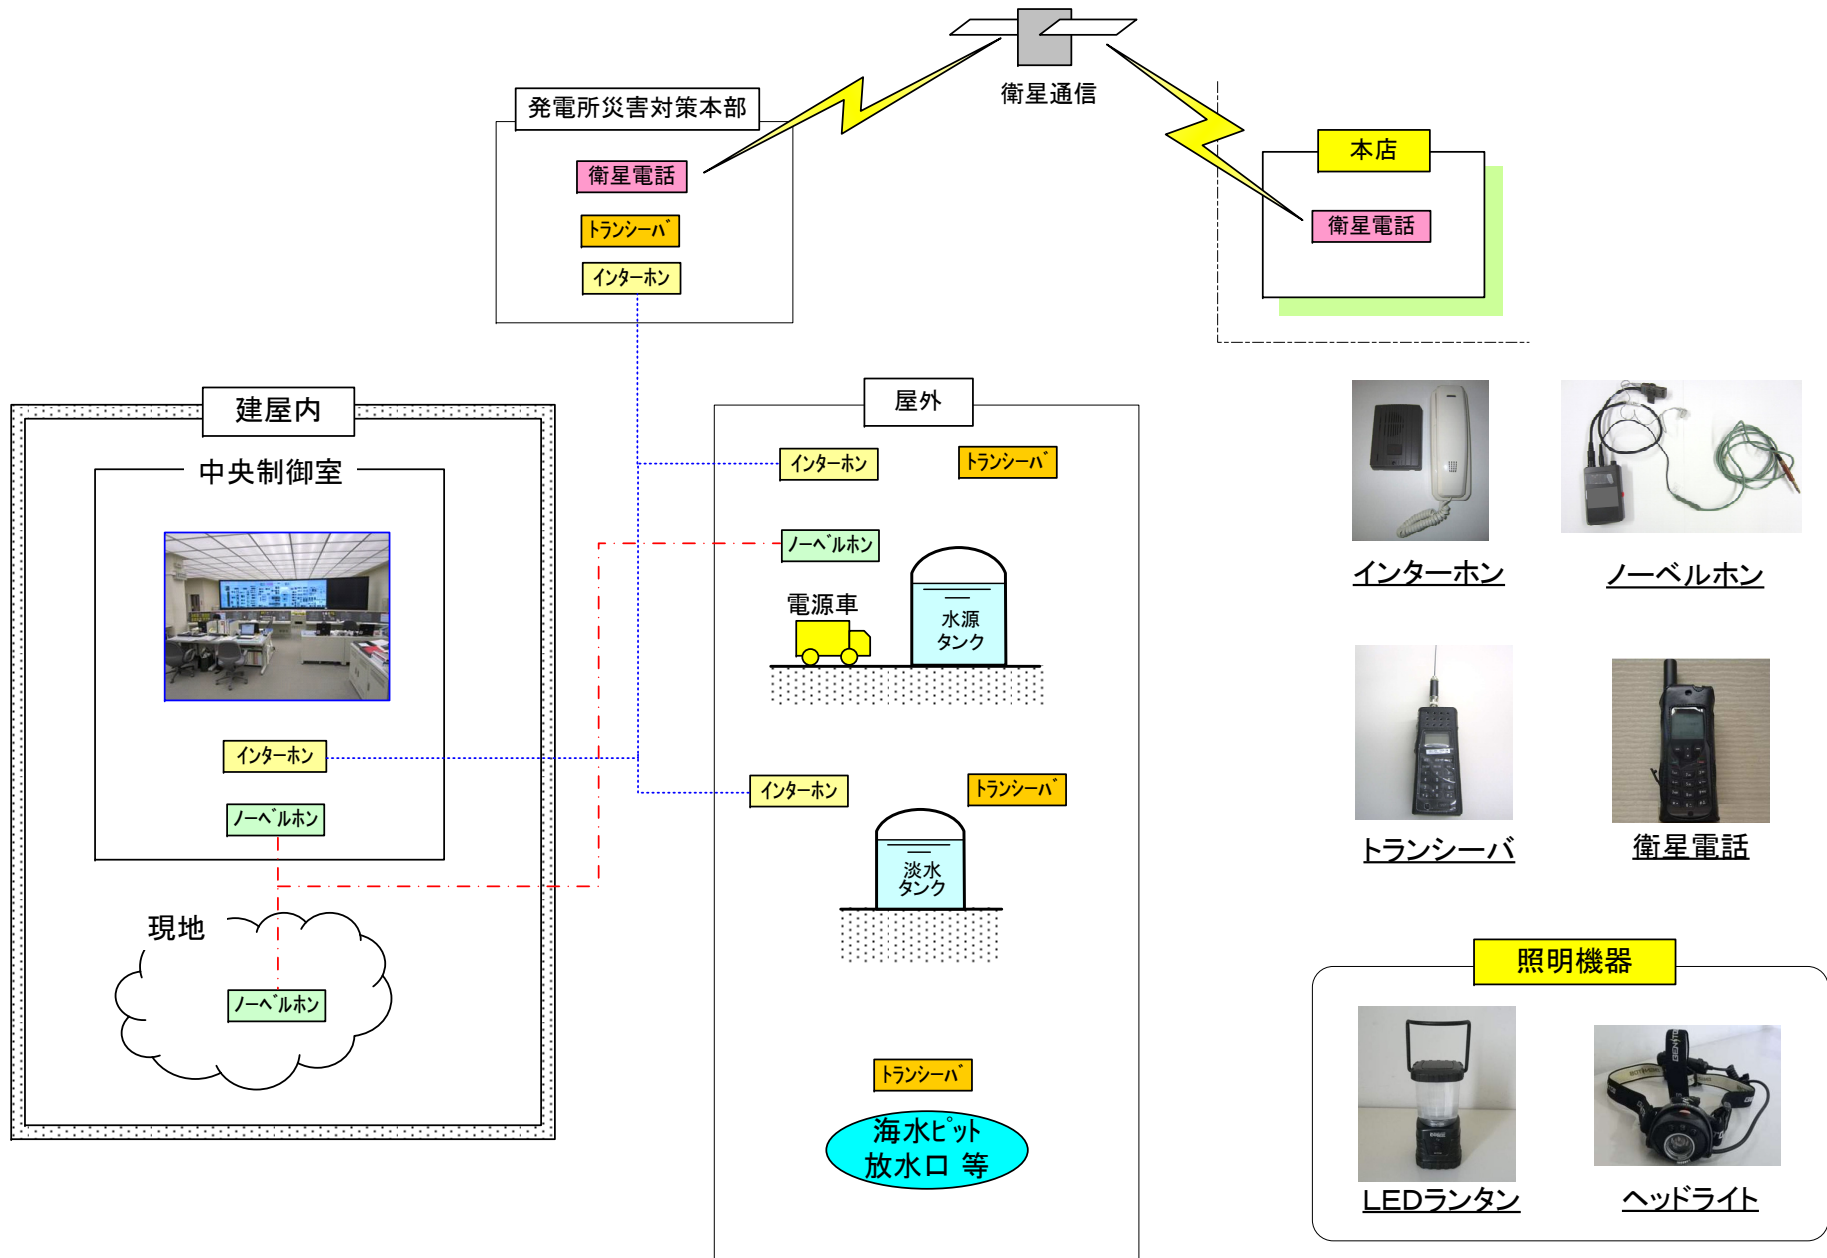 衛星通信
発電所災害対策本部
衛星電話
トランシーバ
インターホン
本店
衛星電話
建屋内
中央制御室
インターホン
ノーベルホン
現地
ノーベルホン
屋外
インターホン
トランシーバ
ノーベルホン
電源車
水源
タンク
インターホン
トランシーバ
淡水
タンク
トランシーバ
海水ピット
放水口 等
インターホン
ノーベルホン
トランシーバ
衛星電話
照明機器
LEDランタン
ヘッドライト